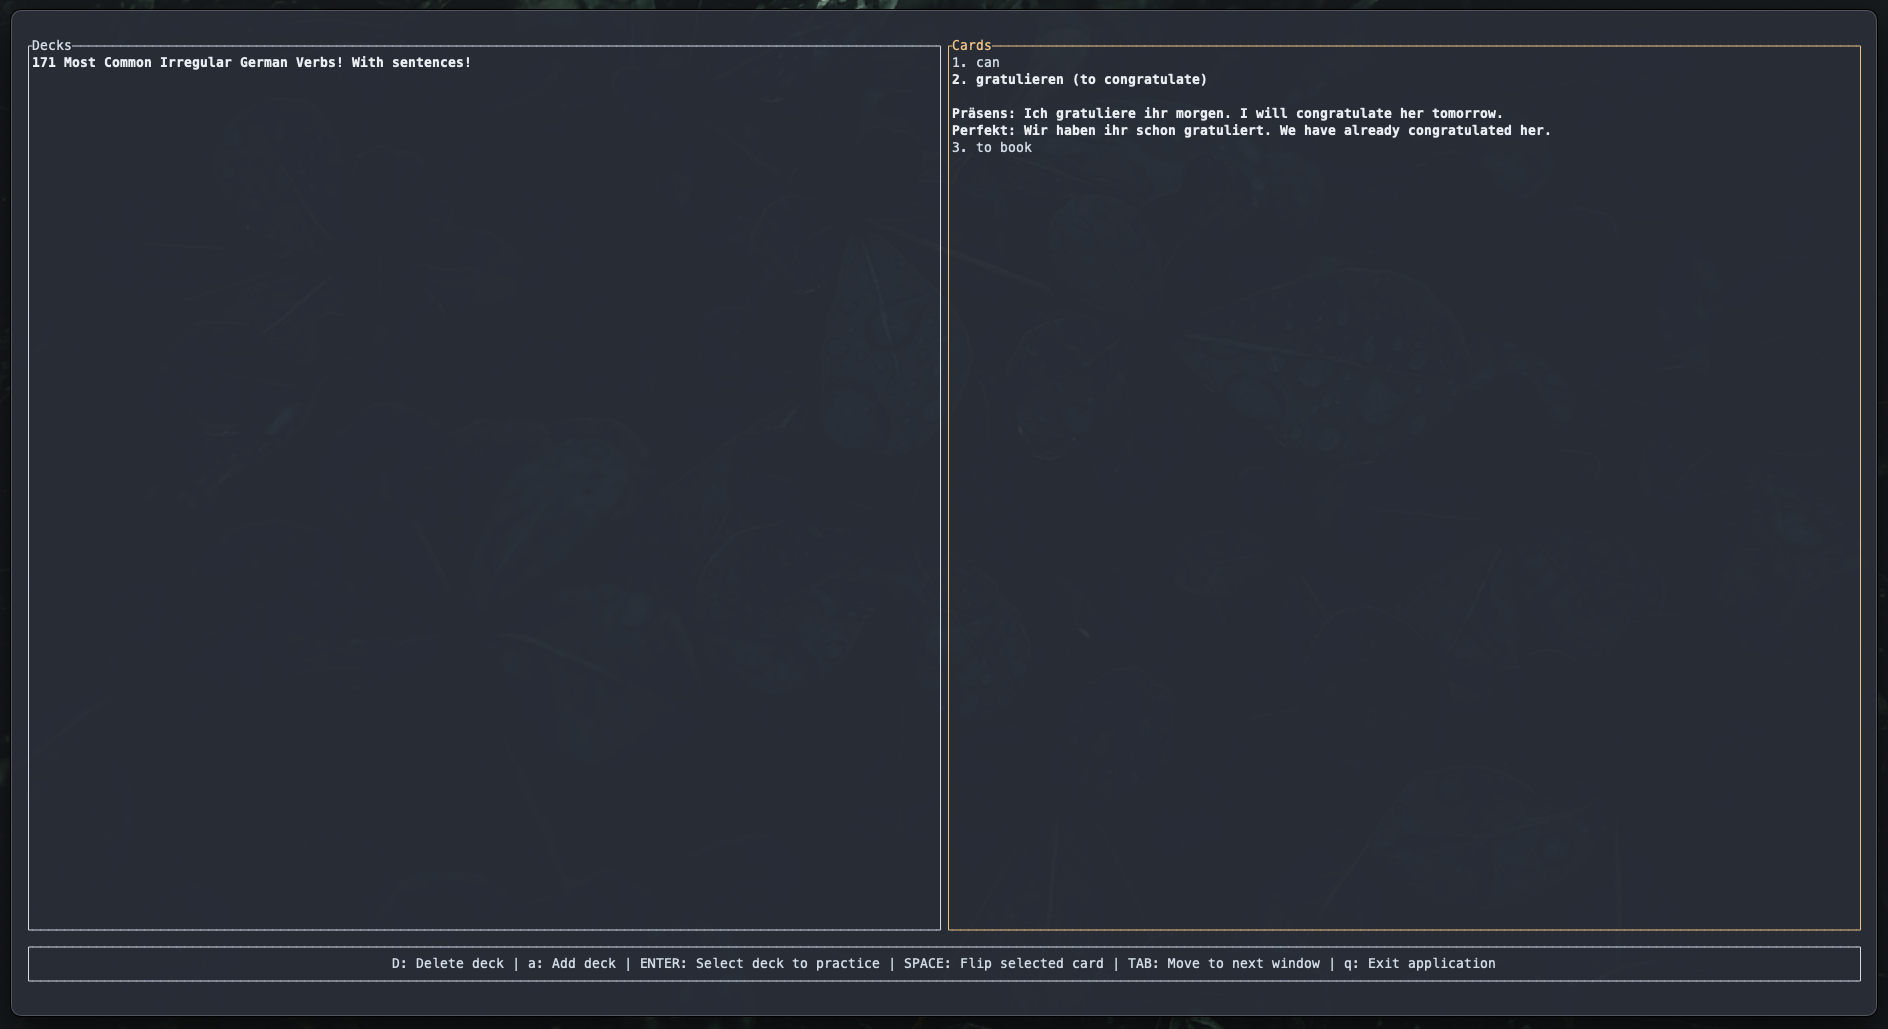 Decks
171 Most Common Irregular German Verbs! With sentences!
Cards
1. can
2. gratulieren (to congratulate)
Präsens: Ich gratuliere ihr morgen. I will congratulate her tomorrow.
Perfekt: Wir haben ihr schon gratuliert. We have already congratulated her.
3. to book
D: Delete deck | a: Add deck | ENTER: Select deck to practice | SPACE: Flip selected card | TAB: Move to next window | q: Exit application